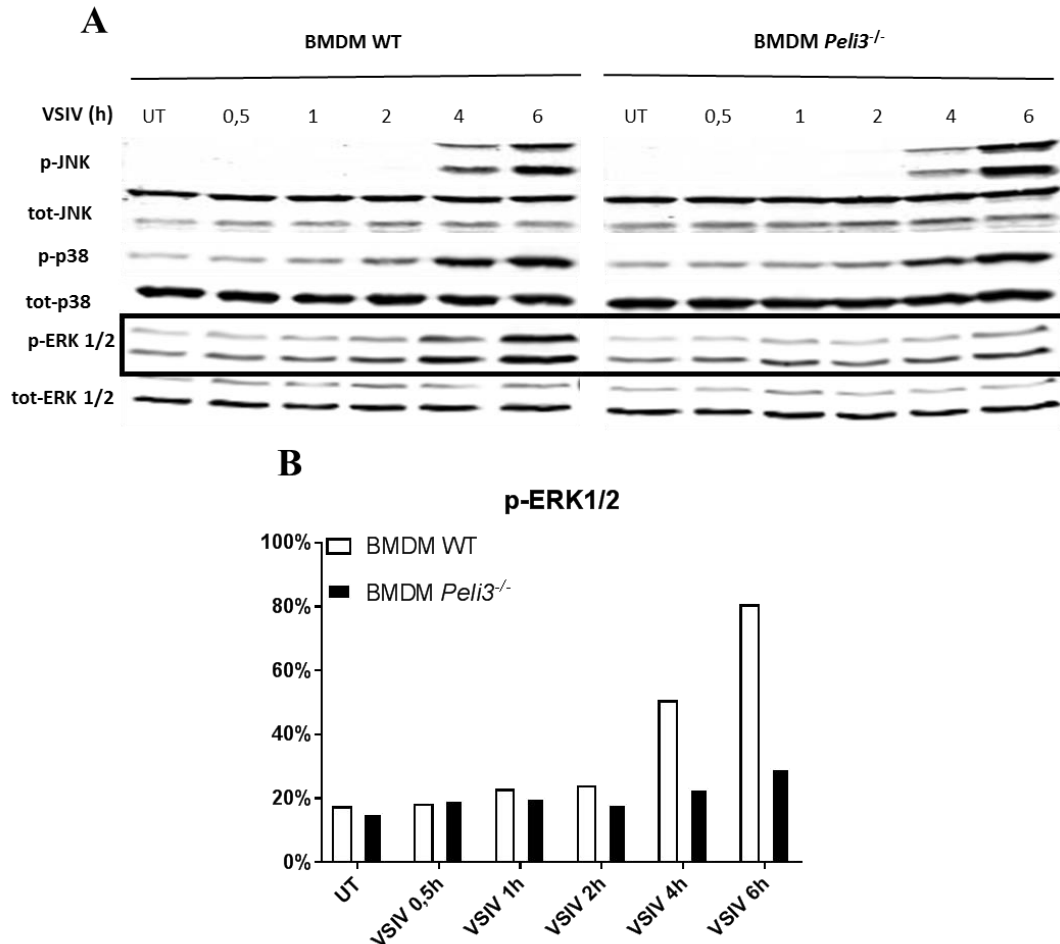 A
BMDM WT BMDM Peli3-/-
VSIV (h) UT 0,5 1 2 4 6 UT 0,5 1 2 4 6
p-JNK
tot-JNK
p-p38
tot-p38
p-ERK 1/2
tot-ERK 1/2
B
p-ERK1/2
BMDM WT
BMDM Peli3-/-
100%
80%
60%
40%
20%
0%
UT VSIV 0,5h VSIV 1h VSIV 2h VSIV 4h VSIV 6h